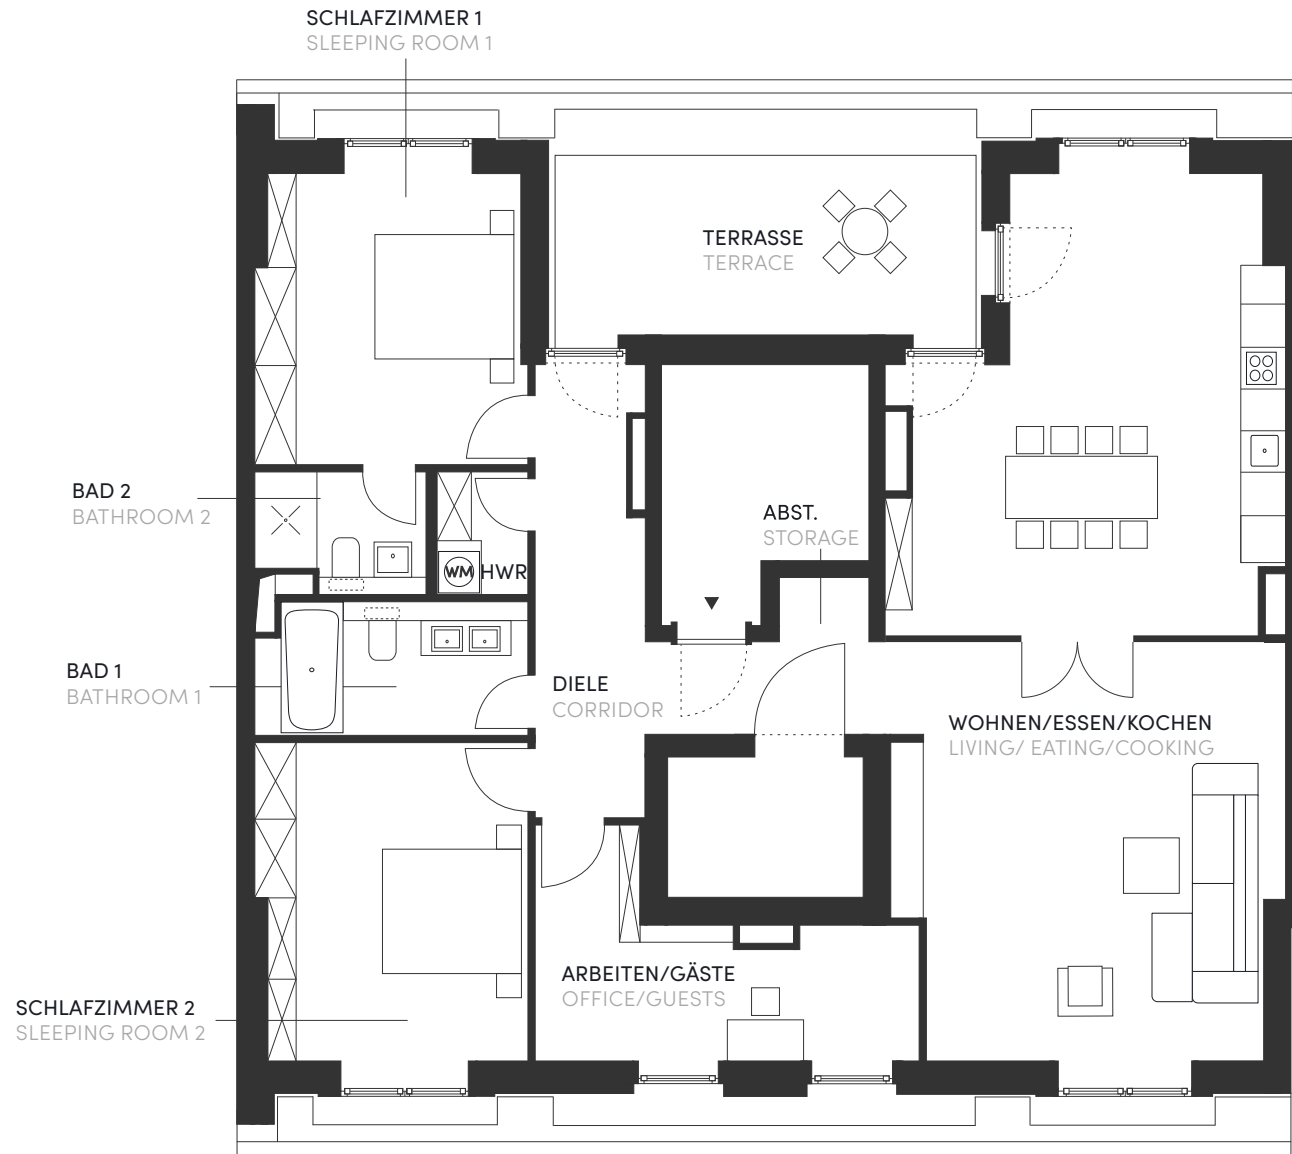 SCHLAFZIMMER 1
SLEEPING ROOM 1
TERRASSE
TERRACE
BAD 2
BATHROOM 2
ABST.
STORAGE
WM
HWR
BAD 1
BATHROOM 1
DIELE
CORRIDOR
WOHNEN/ESSEN/KOCHEN
LIVING/ EATING/COOKING
ARBEITEN/GÄSTE
OFFICE/GUESTS
SCHLAFZIMMER 2
SLEEPING ROOM 2